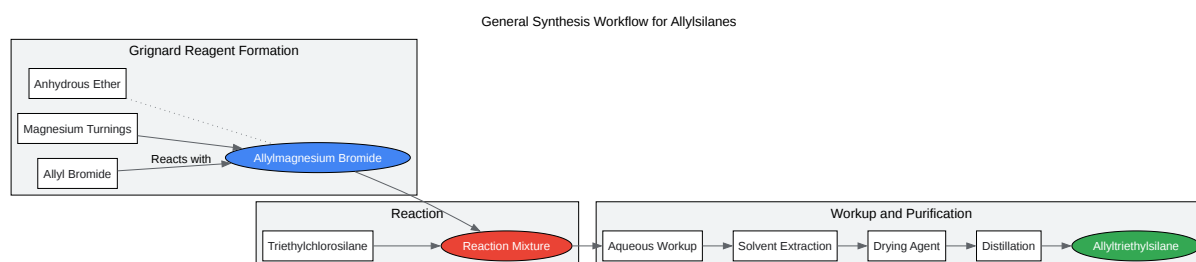 General Synthesis Workflow for Allylsilanes
Grignard Reagent Formation
Anhydrous Ether
Magnesium Turnings
Reacts with
Allyl Bromide
Allylmagnesium Bromide
Reaction
Triethylchlorosilane
Reaction Mixture
Workup and Purification
Aqueous Workup
Solvent Extraction
Drying Agent
Distillation
Allyltriethylsilane